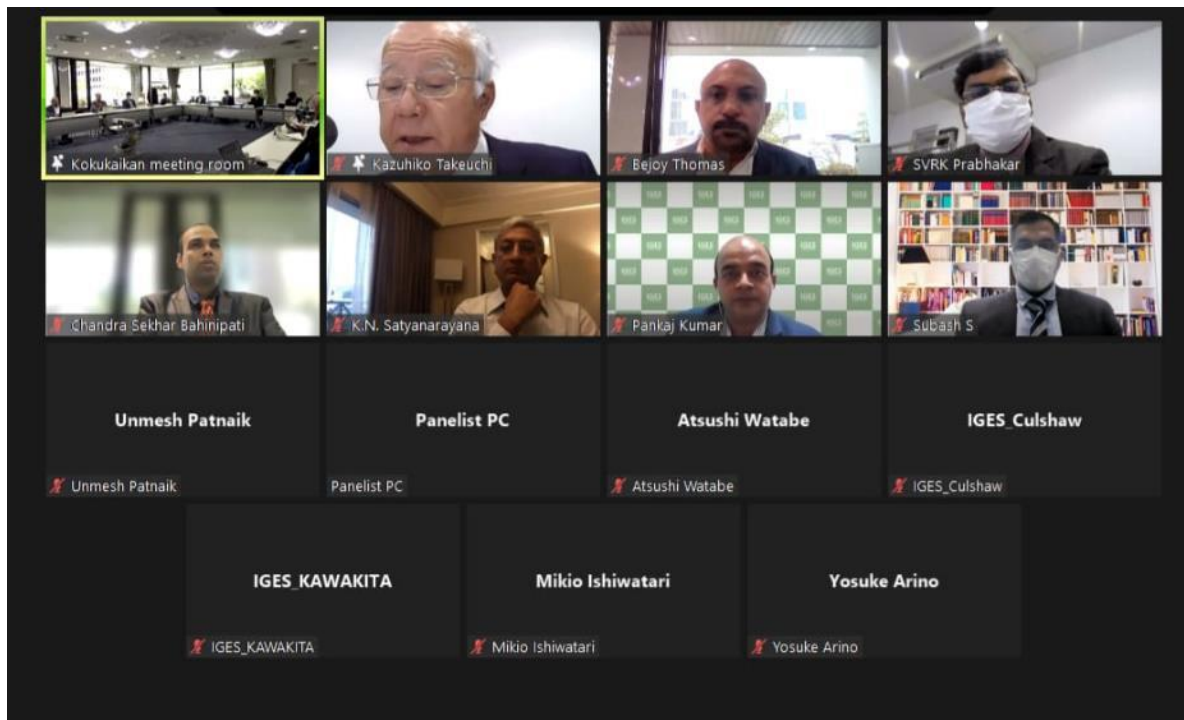 Kokukaikan meeting room
Kazuhiko Takeuchi
Bejoy Thomas
SVRK Prabhakar
Chandra Sekhar Bahinipati
K.N. Satyanarayana
Pankaj Kumar
Subash S
Unmesh Patnaik
Panelist PC
Atsushi Watabe
IGES_Culshaw
Unmesh Patnaik
Panelist PC
Atsushi Watabe
IGES_Culshaw
IGES_KAWAKITA
Mikio Ishiwatari
Yosuke Arino
IGES_KAWAKITA
Mikio Ishiwatari
Yosuke Arino